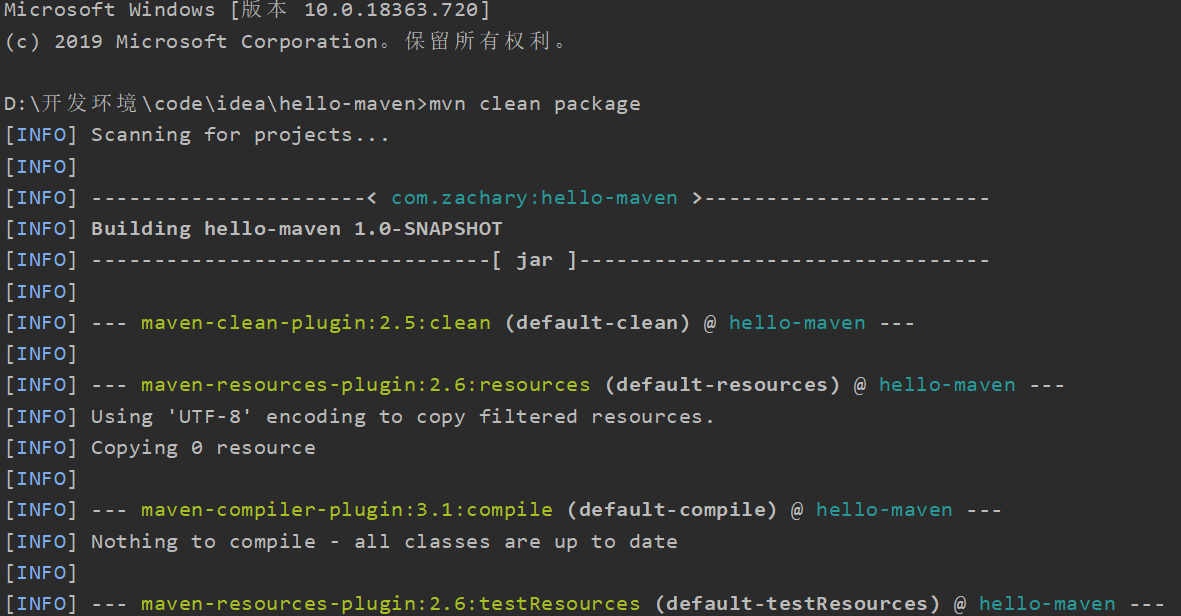 Microsoft Windows [版本 10.0.18363.720]
(c) 2019 Microsoft Corporation。保留所有权利。
D:\开发环境\code\idea\hello-maven>mvn clean package
[INFO] Scanning for projects...
[INFO]
[INFO] ----------------------< com.zachary:hello-maven >-----------------------
[INFO] Building hello-maven 1.0-SNAPSHOT
[INFO] --------------------------------[ jar ]---------------------------------
[INFO]
[INFO] --- maven-clean-plugin:2.5:clean (default-clean) @ hello-maven ---
[INFO]
[INFO] --- maven-resources-plugin:2.6:resources (default-resources) @ hello-maven ---
[INFO] Using 'UTF-8' encoding to copy filtered resources.
[INFO] Copying 0 resource
[INFO]
[INFO] --- maven-compiler-plugin:3.1:compile (default-compile) @ hello-maven ---
[INFO] Nothing to compile - all classes are up to date
[INFO]
[INFO] --- maven-resources-plugin:2.6:testResources (default-testResources) @ hello-maven ---